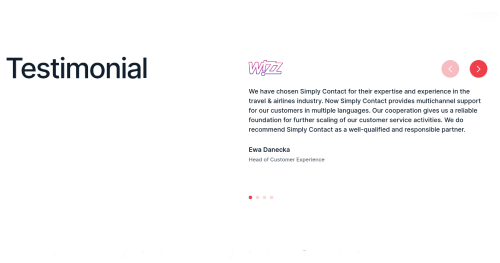 Testimonial
WIZZ
We have chosen Simply Contact for their expertise and experience in the
travel & airlines industry. Now Simply Contact provides multichannel support
for our customers in multiple languages. Our cooperation gives us a reliable
foundation for further scaling of our customer service activities. We do
recommend Simply Contact as a well-qualified and responsible partner.
Ewa Danecka
Head of Customer Experience